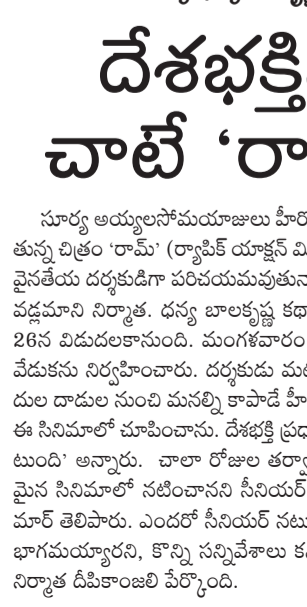 దేశభక్తి
చాటే ‘రా
సూర్య అయ్యలసోమయాజులు హీరో
తున్న చిత్రం ‘రామ్’ (ర్యాపిక్ యాక్షన్ మి
వైనతేయ దర్శకుడిగా పరిచయమవుతున
వడ్లమాని నిర్మాత. ధన్య బాలకృష్ణ కథ
26న విడుదలకానుంది. మంగళవారం
వేడుకను నిర్వహించారు. దర్శకుడు మ
దుల దాడుల నుంచి మనల్ని కాపాడే హీ
ఈ సినిమాలో చూపించాను. దేశభక్తి ప్రధ
టుంది’ అన్నారు. చాలా రోజుల తర్వా
మైన సినిమాలో నటించానని సీనియర్
మార్ తెలిపారు. ఎందరో సీనియర్ నటు
భాగమయ్యారని, కొన్ని సన్నివేశాలు క
నిర్మాత దీపికాంజలి పేర్కొంది.